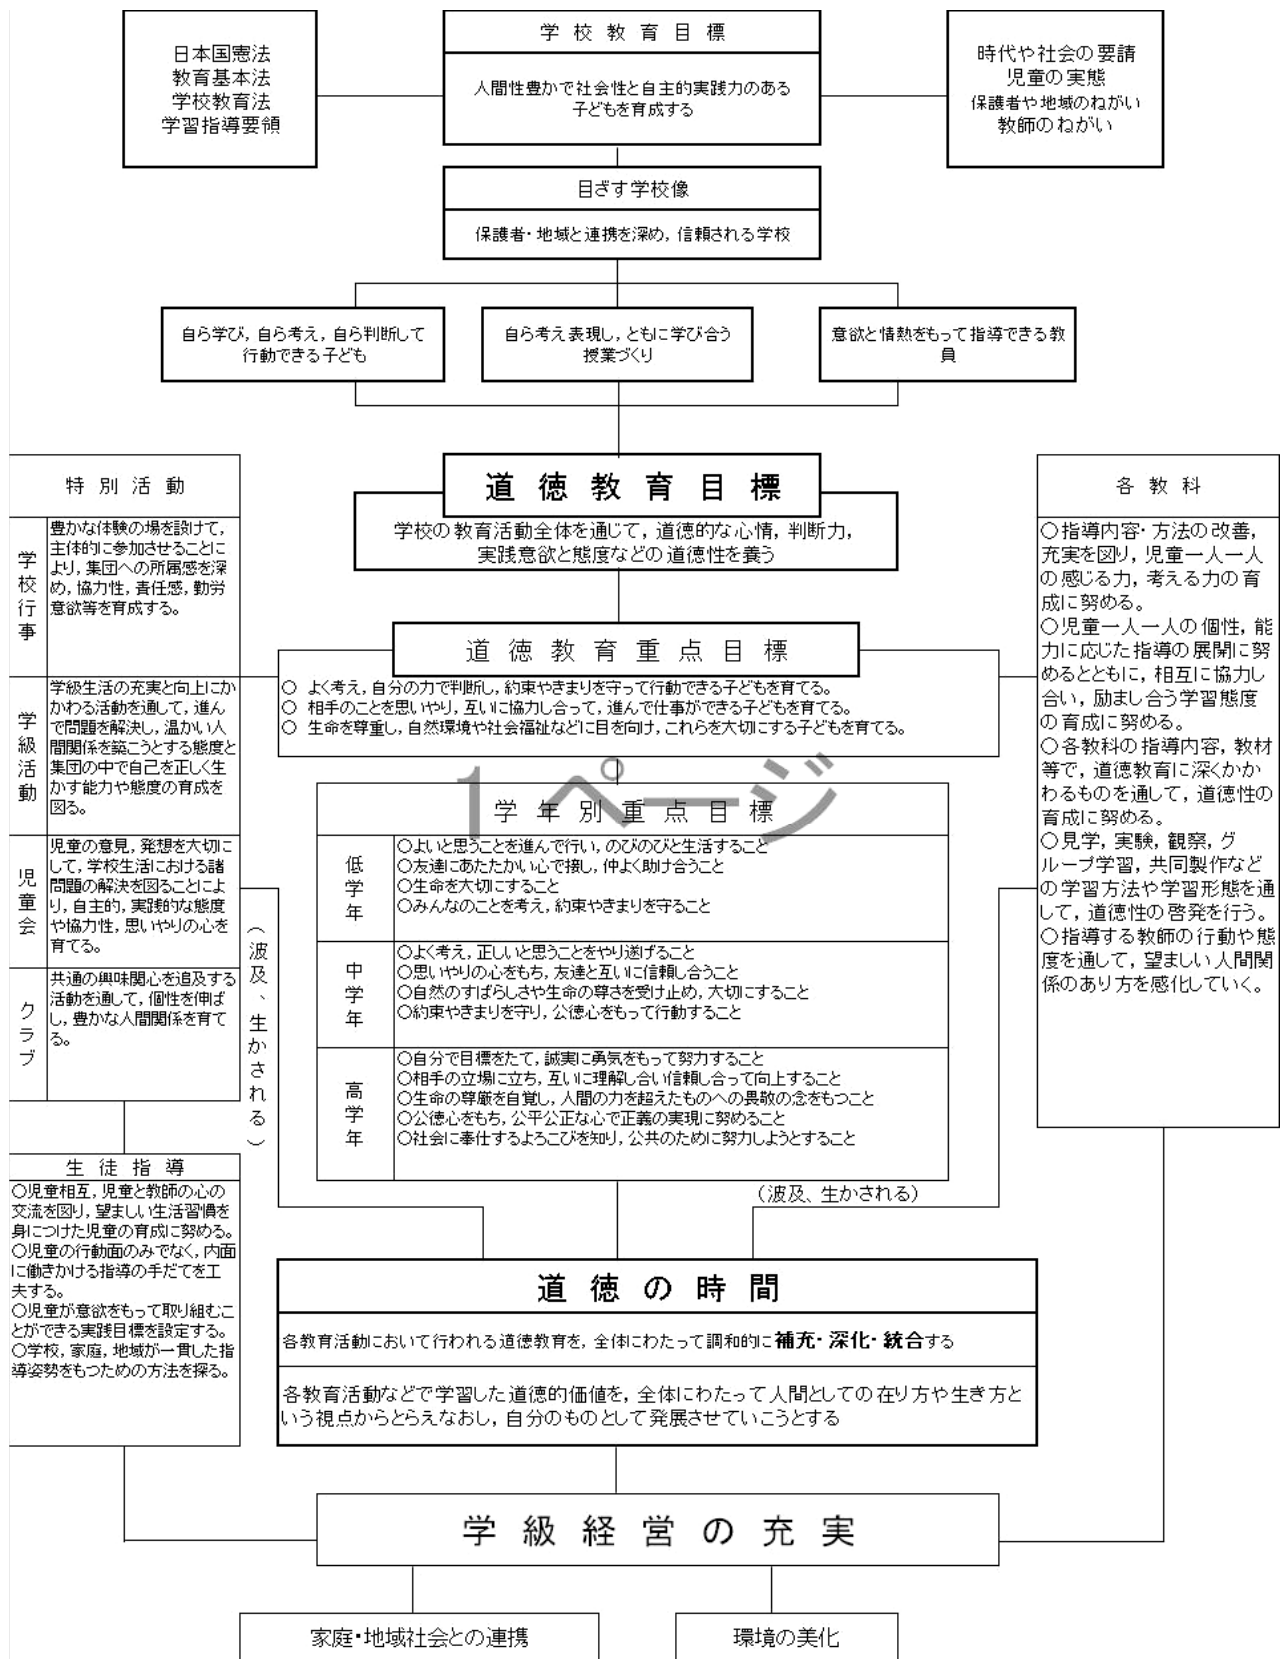 日本国憲法
教育基本法
学校教育法
学習指導要領
学校教育目標
人間性豊かで社会性と自主的実践力のある
子どもを育成する
時代や社会の要請
児童の実態
保護者や地域のねがい
教師のねがい
目ざす学校像
保護者・地域と連携を深め，信頼される学校
自ら学び，自ら考え，自ら判断して
行動できる子ども
自ら考え表現し，ともに学び合う
授業づくり
意欲と情熱をもって指導できる教
員
道徳教育目標
学校の教育活動全体を通じて，道徳的な心情，判断力，
実践意欲と態度などの道徳性を養う
特別活動
学校行事
豊かな体験の場を設けて，
主体的に参加させることに
より，集団への所属感を深
め，協力性，責任感，勤労
意欲等を育成する。
学級活動
学級生活の充実と向上にか
かわる活動を通して，進ん
で問題を解決し，温かい人
間関係を築こうとする態度と
集団の中で自己を正しく生
かす能力や態度の育成を
図る。
児童会
児童の意見，発想を大切に
して，学校生活における諸
問題の解決を図ることによ
り，自主的，実践的な態度
や協力性，思いやりの心を
育てる。
クラブ
共通の興味関心を追及する
活動を通して，個性を伸ば
し，豊かな人間関係を育て
る。
（波及、生かされる）
生徒指導
○児童相互，児童と教師の心の
交流を図り，望ましい生活習慣を
身につけた児童の育成に努める。
○児童の行動面のみでなく，内面
に働きかける指導の手だてを工
夫する。
○児童が意欲をもって取り組むこ
とができる実践目標を設定する。
○学校，家庭，地域が一貫した指
導姿勢をもつための方法を探る。
道徳教育重点目標
○ よく考え，自分の力で判断し，約束やきまりを守って行動できる子どもを育てる。
○ 相手のことを思いやり，互いに協力し合って，進んで仕事ができる子どもを育てる。
○ 生命を尊重し，自然環境や社会福祉などに目を向け，これらを大切にする子どもを育てる。
1 ページ
学年別重点目標
低学年
○よいと思うことを進んで行い，のびのびと生活すること
○友達にあたたかい心で接し，仲よく助け合うこと
○生命を大切にすること
○みんなのことを考え，約束やきまりを守ること
中学年
○よく考え，正しいと思うことをやり遂げること
○思いやりの心をもち，友達と互いに信頼し合うこと
○自然のすばらしさや生命の尊さを受け止め，大切にすること
○約束やきまりを守り，公徳心をもって行動すること
高学年
○自分で目標をたて，誠実に勇気をもって努力すること
○相手の立場に立ち，互いに理解し合い信頼し合って向上すること
○生命の尊厳を自覚し，人間の力を超えたものへの畏敬の念をもつこと
○公徳心をもち，公平公正な心で正義の実現に努めること
○社会に奉仕するよろこびを知り，公共のために努力しようとすること
各教科
○指導内容・方法の改善，
充実を図り，児童一人一人
の感じる力，考える力の育
成に努める。
○児童一人一人の個性，能
力に応じた指導の展開に努
めるとともに，相互に協力し
合い，励まし合う学習態度
の育成に努める。
○各教科の指導内容，教材
等で，道徳教育に深くかか
わるものを通して，道徳性の
育成に努める。
○見学，実験，観察，グ
ループ学習，共同製作など
の学習方法や学習形態を通
して，道徳性の啓発を行う。
○指導する教師の行動や態
度を通して，望ましい人間関
係のあり方を感化していく。
（波及、生かされる）
道徳の時間
各教育活動において行われる道徳教育を，全体にわたって調和的に補充・深化・統合する
各教育活動などで学習した道徳的価値を，全体にわたって人間としての在り方や生き方と
いう視点からとらえなおし，自分のものとして発展させていこうとする
学級経営の充実
家庭・地域社会との連携
環境の美化